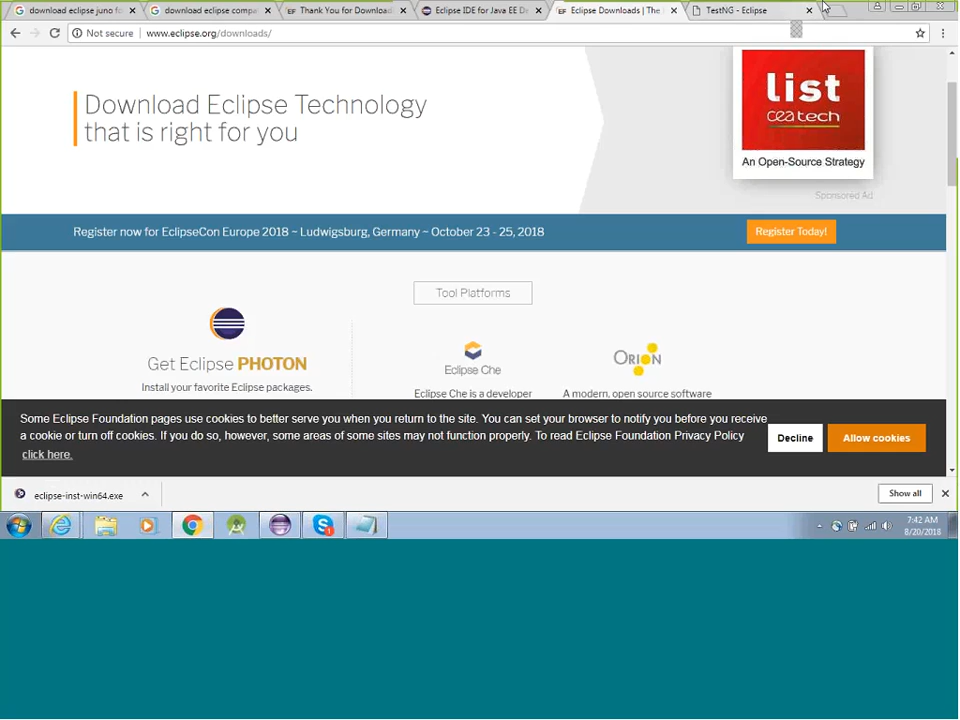 download eclipse juno fo
download eclipse compa
Thank You for Download
Eclipse IDE for Java EE De
Eclipse Downloads | The
TestNG - Eclipse
Not secure
www.eclipse.org/downloads/
Download Eclipse Technology
that is right for you
list
ceatech
An Open-Source Strategy
Sponsored Ad
Register now for EclipseCon Europe 2018 ~ Ludwigsburg, Germany ~ October 23 - 25, 2018
Register Today!
Tool Platforms
Get Eclipse PHOTON
Install your favorite Eclipse packages.
Eclipse Che
Eclipse Che is a developer
ORION
A modern, open source software
Some Eclipse Foundation pages use cookies to better serve you when you return to the site. You can set your browser to notify you before you receive
a cookie or turn off cookies. If you do so, however, some areas of some sites may not function properly. To read Eclipse Foundation Privacy Policy
click here.
Decline
Allow cookies
eclipse-inst-win64.exe
Show all
7:42 AM
8/20/2018